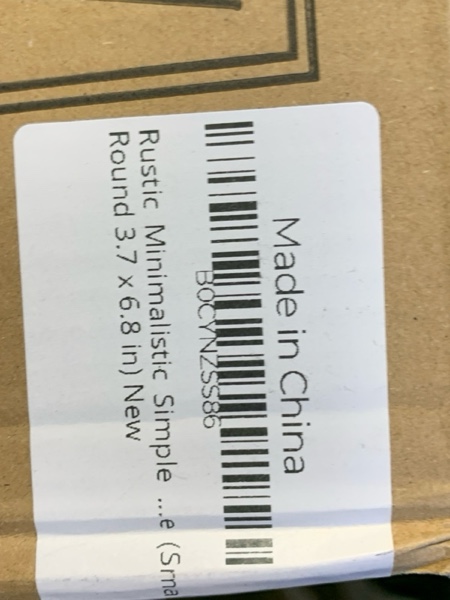 Made in China
B0CYNZSS86
Rustic Minimalistic Simple ...e (Sma
Round 3.7 x 6.8 in) New